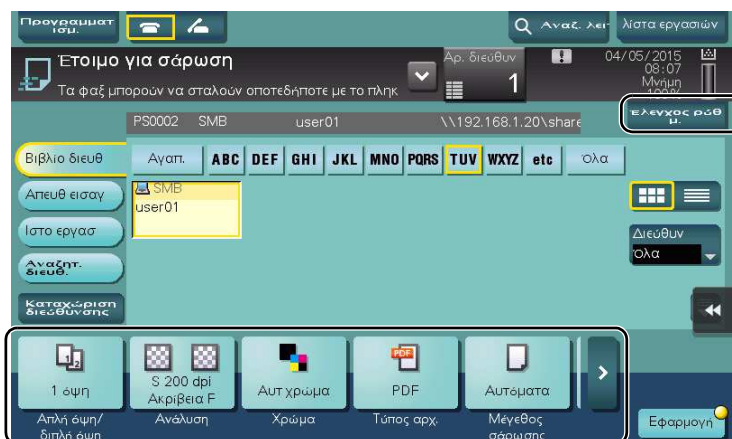 Προγραμματ
ισμ.
Αναζ. λει
λίστα εργασιών
Έτοιμο για σάρωση
Τα φαξ μπορούν να σταλούν οποτεδήποτε με το πληκ
Αρ. διευθυν
1
04/05/2015
08:07
Μνήμη
100%
Έλεγχος ρύθ
μ.
PS0002 SMB user01 \\192.168.1.20\share
Βιβλίο διευθ
Αγαπ. ABC DEF GHI JKL MNO PQRS TUV WXYZ etc Όλα
Απευθ εισαγ
SMB
user01
Ιστο εργασ
Διεύθυν
Όλα
Αναζητ.
διευθ.
Καταχώριση
διεύθυνσης
1 όψη
S 200 dpi
Ακρίβεια F
Αυτ χρώμα
PDF
Αυτόματα
Απλή όψη/
διπλή όψη
Ανάλυση
Χρώμα
Τύπος αρχ.
Μέγεθος
σάρωσης
Εφαρμογή